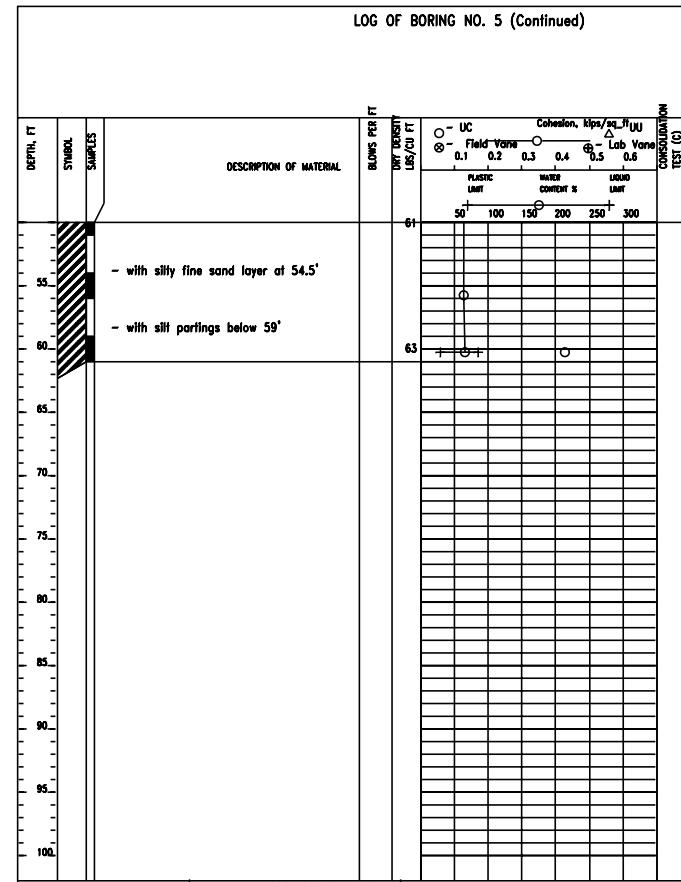 LOG OF BORING NO. 5 (Continued)
DEPTH, FT
SYMBOL
SAMPLES
DESCRIPTION OF MATERIAL
BLOWS PER FT
DRY DENSITY
LBS/CU FT
Cohesion, kips/sq_ft
- UC
UU
- Field Vane
- Lab Vane
0.1 0.2 0.3 0.4 0.5 0.6
PLASTIC LIMIT
WATER CONTENT %
LIQUID LIMIT
50 100 150 200 250 300
CONSOLIDATION
TEST (C)
61
- with silty fine sand layer at 54.5'
55
- with silt partings below 59'
60
63
65
70
75
80
85
90
95
100